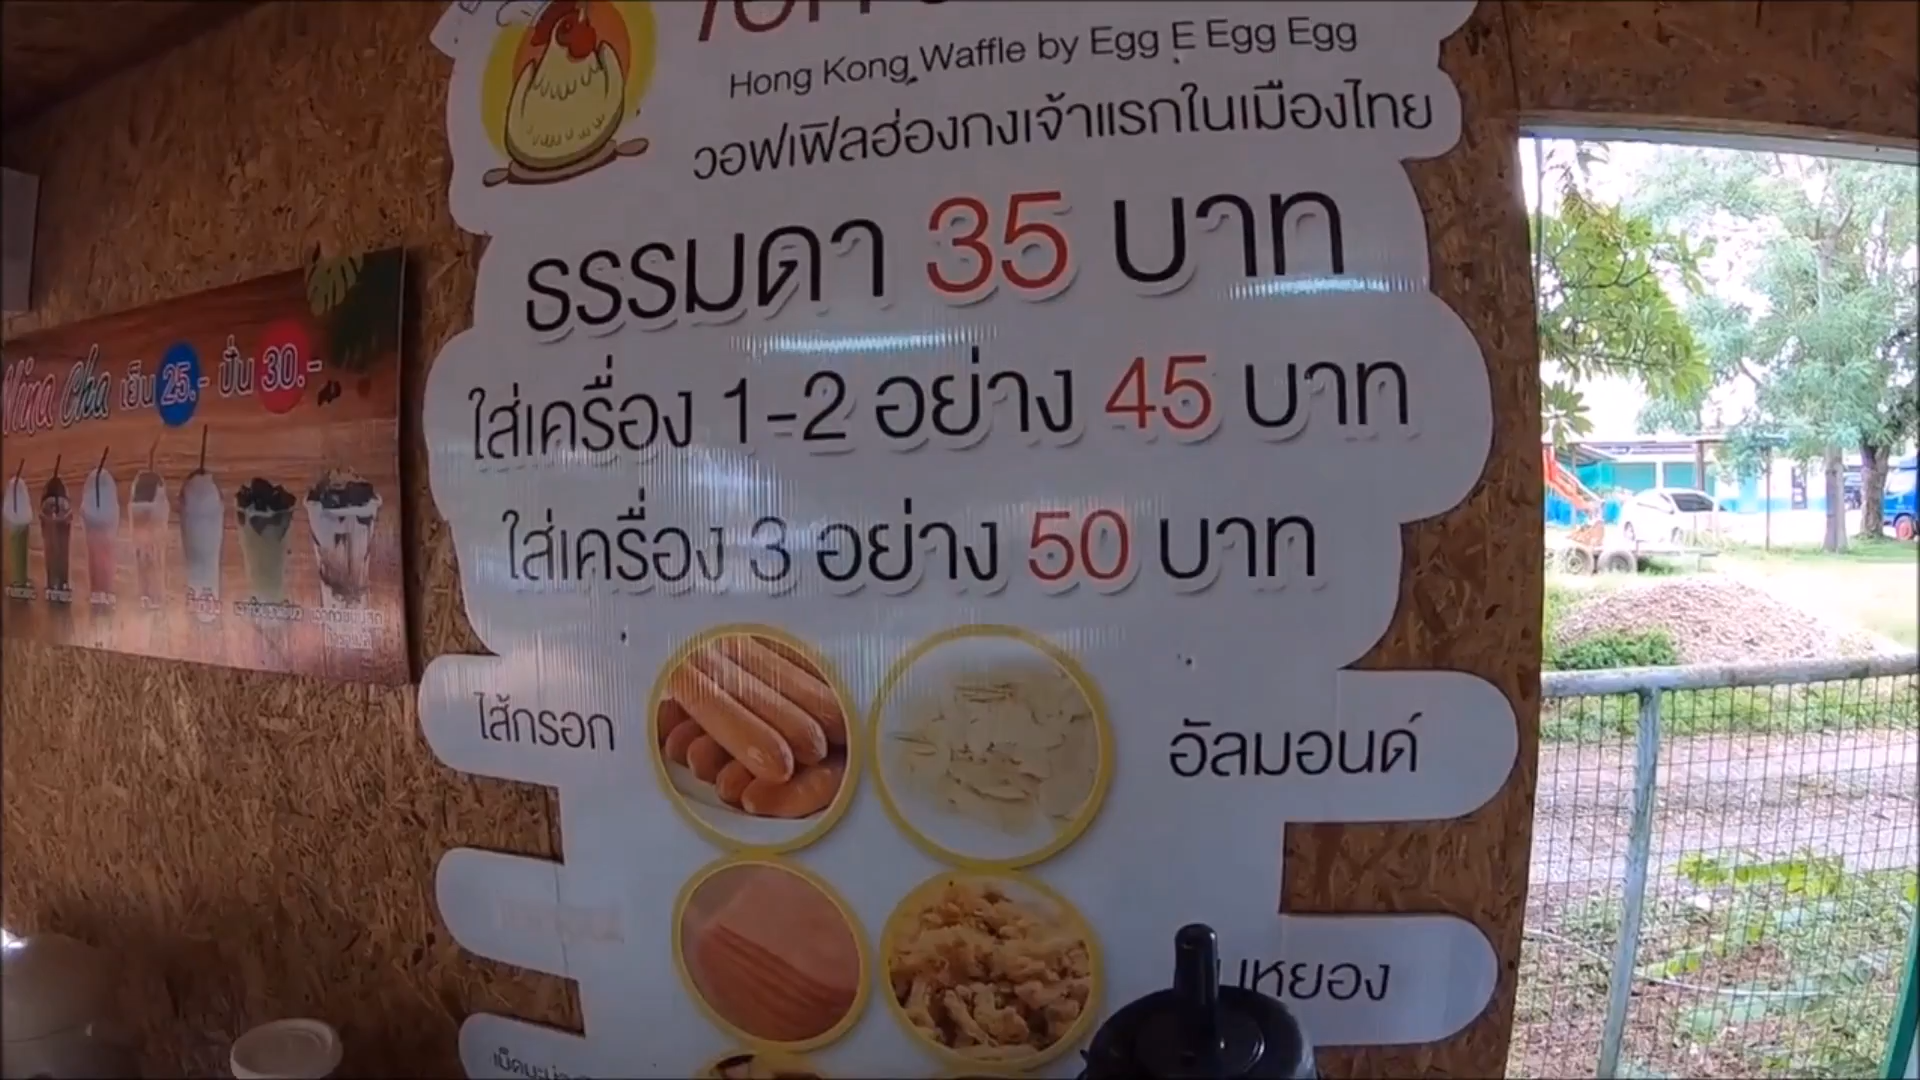 Hong Kong Waffle by Egg E Egg Egg
วอฟเฟิลฮ่องกงเจ้าแรกในเมืองไทย
ธรรมดา 35 บาท
ใส่เครื่อง 1-2 อย่าง 45 บาท
ใส่เครื่อง 3 อย่าง 50 บาท
ไส้กรอก
อัลมอนด์
Cha เย็น 25.- ปั่น 30.-